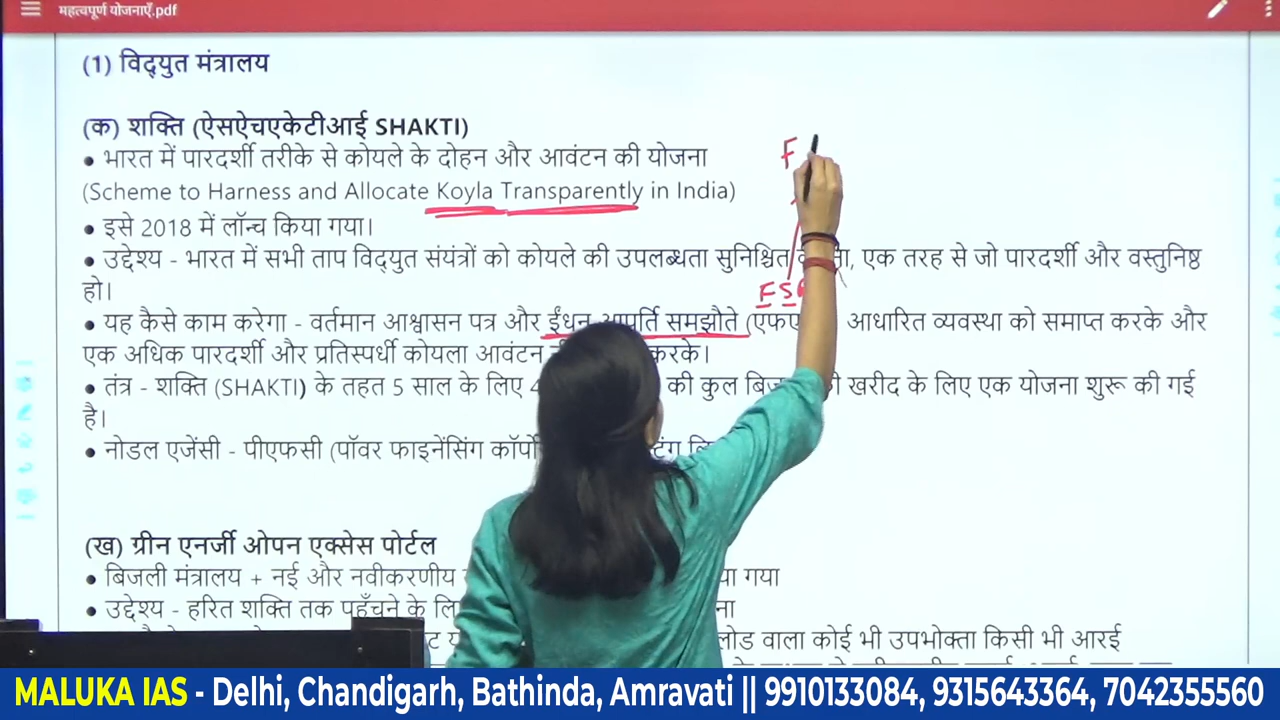 महत्वपूर्ण योजनाएँ.pdf
(1) विद्युत मंत्रालय
(क) शक्ति (ऐसऐचएकेटीआई SHAKTI)
• भारत में पारदर्शी तरीके से कोयले के दोहन और आवंटन की योजना
(Scheme to Harness and Allocate Koyla Transparently in India)
• इसे 2018 में लॉन्च किया गया।
• उद्देश्य - भारत में सभी ताप विद्युत संयंत्रों को कोयले की उपलब्धता सुनिश्चित एक तरह से जो पारदर्शी और वस्तुनिष्ठ
हो।
F
FS
• यह कैसे काम करेगा - वर्तमान आश्वासन पत्र और ईंधन आपूर्ति समझौते आधारित व्यवस्था को समाप्त करके और
एक अधिक पारदर्शी और प्रतिस्पर्धी कोयला आवंटन करके।
• तंत्र - शक्ति (SHAKTI) के तहत 5 साल के लिए की कुल खरीद के लिए एक योजना शुरू की गई
है।
• नोडल एजेंसी - पीएफसी (पॉवर फाइनेंसिंग
(ख) ग्रीन एनर्जी ओपन एक्सेस पोर्टल
• बिजली मंत्रालय + नई और नवीकरणीय गया
• उद्देश्य - हरित शक्ति तक पहुँचने के
लोड वाला कोई भी उपभोक्ता किसी भी आरई
MALUKA IAS - Delhi, Chandigarh, Bathinda, Amravati || 9910133084, 9315643364, 7042355560